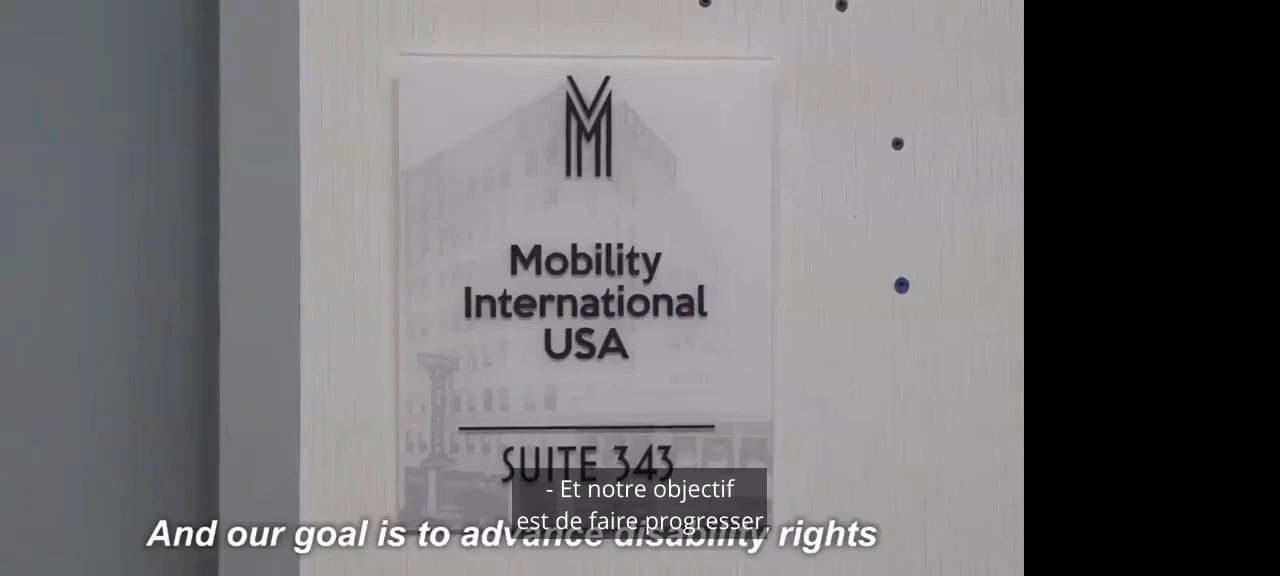 Mobility
International
USA
SUITE 343
- Et notre objectif
est de faire progresser
And our goal is to advance disability rights